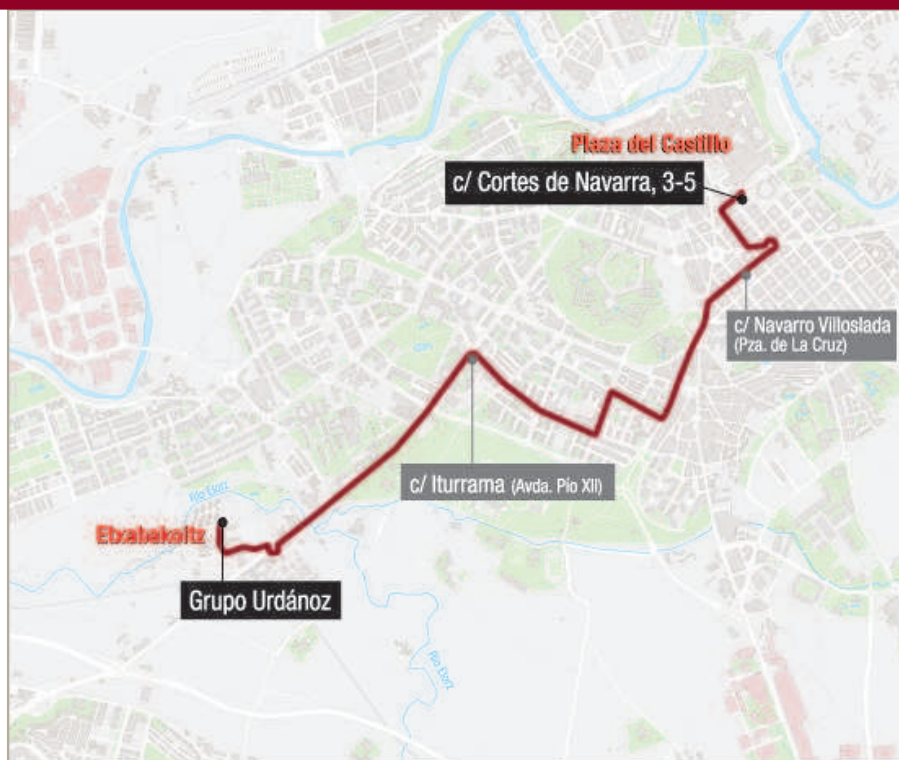 Plaza del Castillo
c/ Cortes de Navarra, 3-5
c/ Navarro Villoslada
(Pza. de La Cruz)
c/ Iturrama (Avda. Pío XII)
Río Elorz
Etxabakoitz
Grupo Urdánoz
Río Elorz